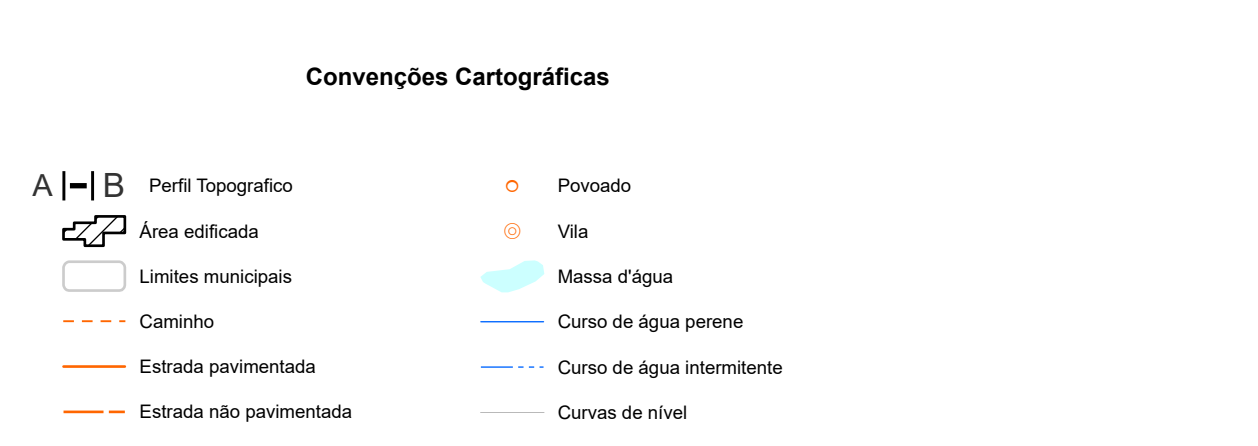 Convenções Cartográficas
A B Perfil Topografico
Área edificada
Limites municipais
Caminho
Estrada pavimentada
Estrada não pavimentada
Povoado
Vila
Massa d'água
Curso de água perene
Curso de água intermitente
Curvas de nível